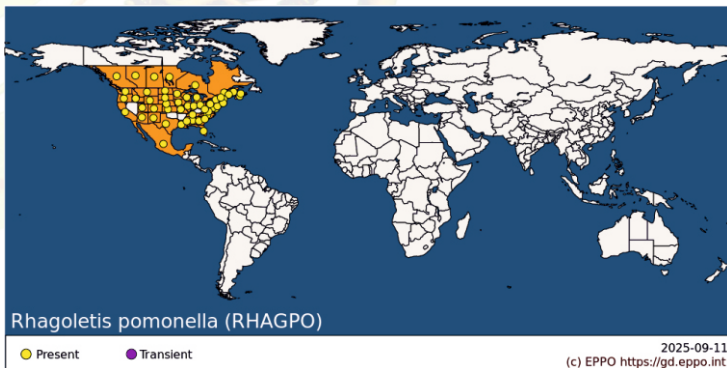 Rhagoletis pomonella (RHAGPO)
Present
Transient
2025-09-11
(c) EPPO https://gd.eppo.int